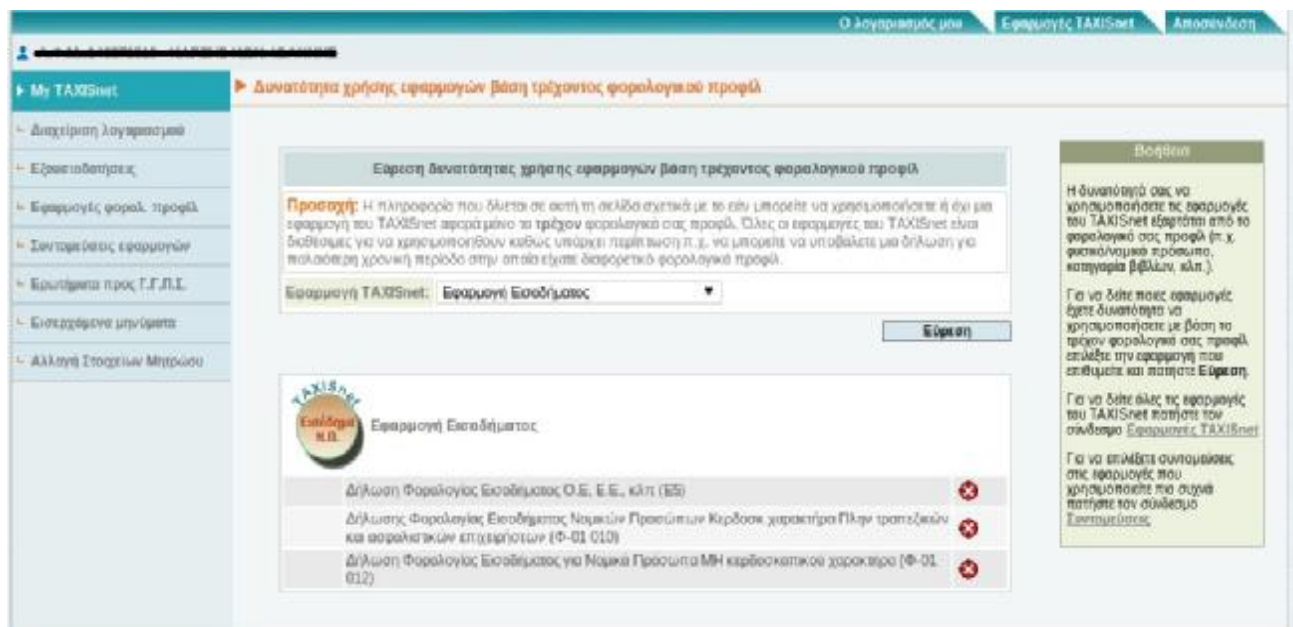 Ο λογαριασμός μου
Εφαρμογές TAXISnet
Αποσύνδεση
My TAXISnet
Διαχείριση λογαριασμού
Εξουσιοδοτήσεις
Εφαρμογές φορολ. προφίλ
Συντομεύσεις εφαρμογών
Ερωτήματα προς Γ.Γ.Π.Σ.
Εισερχόμενα μηνύματα
Αλλαγή Στοιχείων Μητρώου
Δυνατότητα χρήσης εφαρμογών βάση τρέχοντος φορολογικού προφίλ
Εύρεση δυνατότητας χρήσης εφαρμογών βάση τρέχοντος φορολογικού προφίλ
Προσοχή: Η πληροφορία που δίνεται σε αυτή τη σελίδα σχετικά με το εάν μπορείτε να χρησιμοποιήσετε ή όχι μια
εφαρμογή του TAXISnet αφορά μόνο το τρέχον φορολογικό σας προφίλ. Όλες οι εφαρμογές του TAXISnet είναι
διαθέσιμες για να χρησιμοποιηθούν καθώς υπάρχει περίπτωση π.χ. να μπορείτε να υποβάλετε μια δήλωση για
παλαιότερη χρονική περίοδο στην οποία είχατε διαφορετικό φορολογικό προφίλ.
Εφαρμογή TAXISnet: Εφαρμογή Εισοδήματος
Εύρεση
TAXISnet
Εισόδημα
Ν.Π.
Εφαρμογή Εισοδήματος
Δήλωση Φορολογίας Εισοδήματος Ο.Ε, Ε.Ε., κλπ (Ε5)
Δήλωσης Φορολογίας Εισοδήματος Νομικών Προσώπων Κερδοσκ. χαρακτήρα Πλην τραπεζικών
και ασφαλιστικών επιχειρήσεων (Φ-01 010)
Δήλωση Φορολογίας Εισοδήματος για Νομικά Πρόσωπα ΜΗ κερδοσκοπικού χαρακτήρα (Φ-01
012)
Βοήθεια
Η δυνατότητά σας να
χρησιμοποιήσετε τις εφαρμογές
του TAXISnet εξαρτάται από το
φορολογικό σας προφίλ (π.χ.
φυσικό/νομικό πρόσωπο,
κατηγορία βιβλίων, κλπ.).
Για να δείτε ποιες εφαρμογές
έχετε δυνατότητα να
χρησιμοποιήσετε με βάση το
τρέχον φορολογικό σας προφίλ
επιλέξτε την εφαρμογή που
επιθυμείτε και πατήστε Εύρεση.
Για να δείτε όλες τις εφαρμογές
του TAXISnet πατήστε τον
σύνδεσμο Εφαρμογές TAXISnet
Για να επιλέξετε συντομεύσεις
στις εφαρμογές που
χρησιμοποιείτε πιο συχνά
πατήστε τον σύνδεσμο
Συντομεύσεις